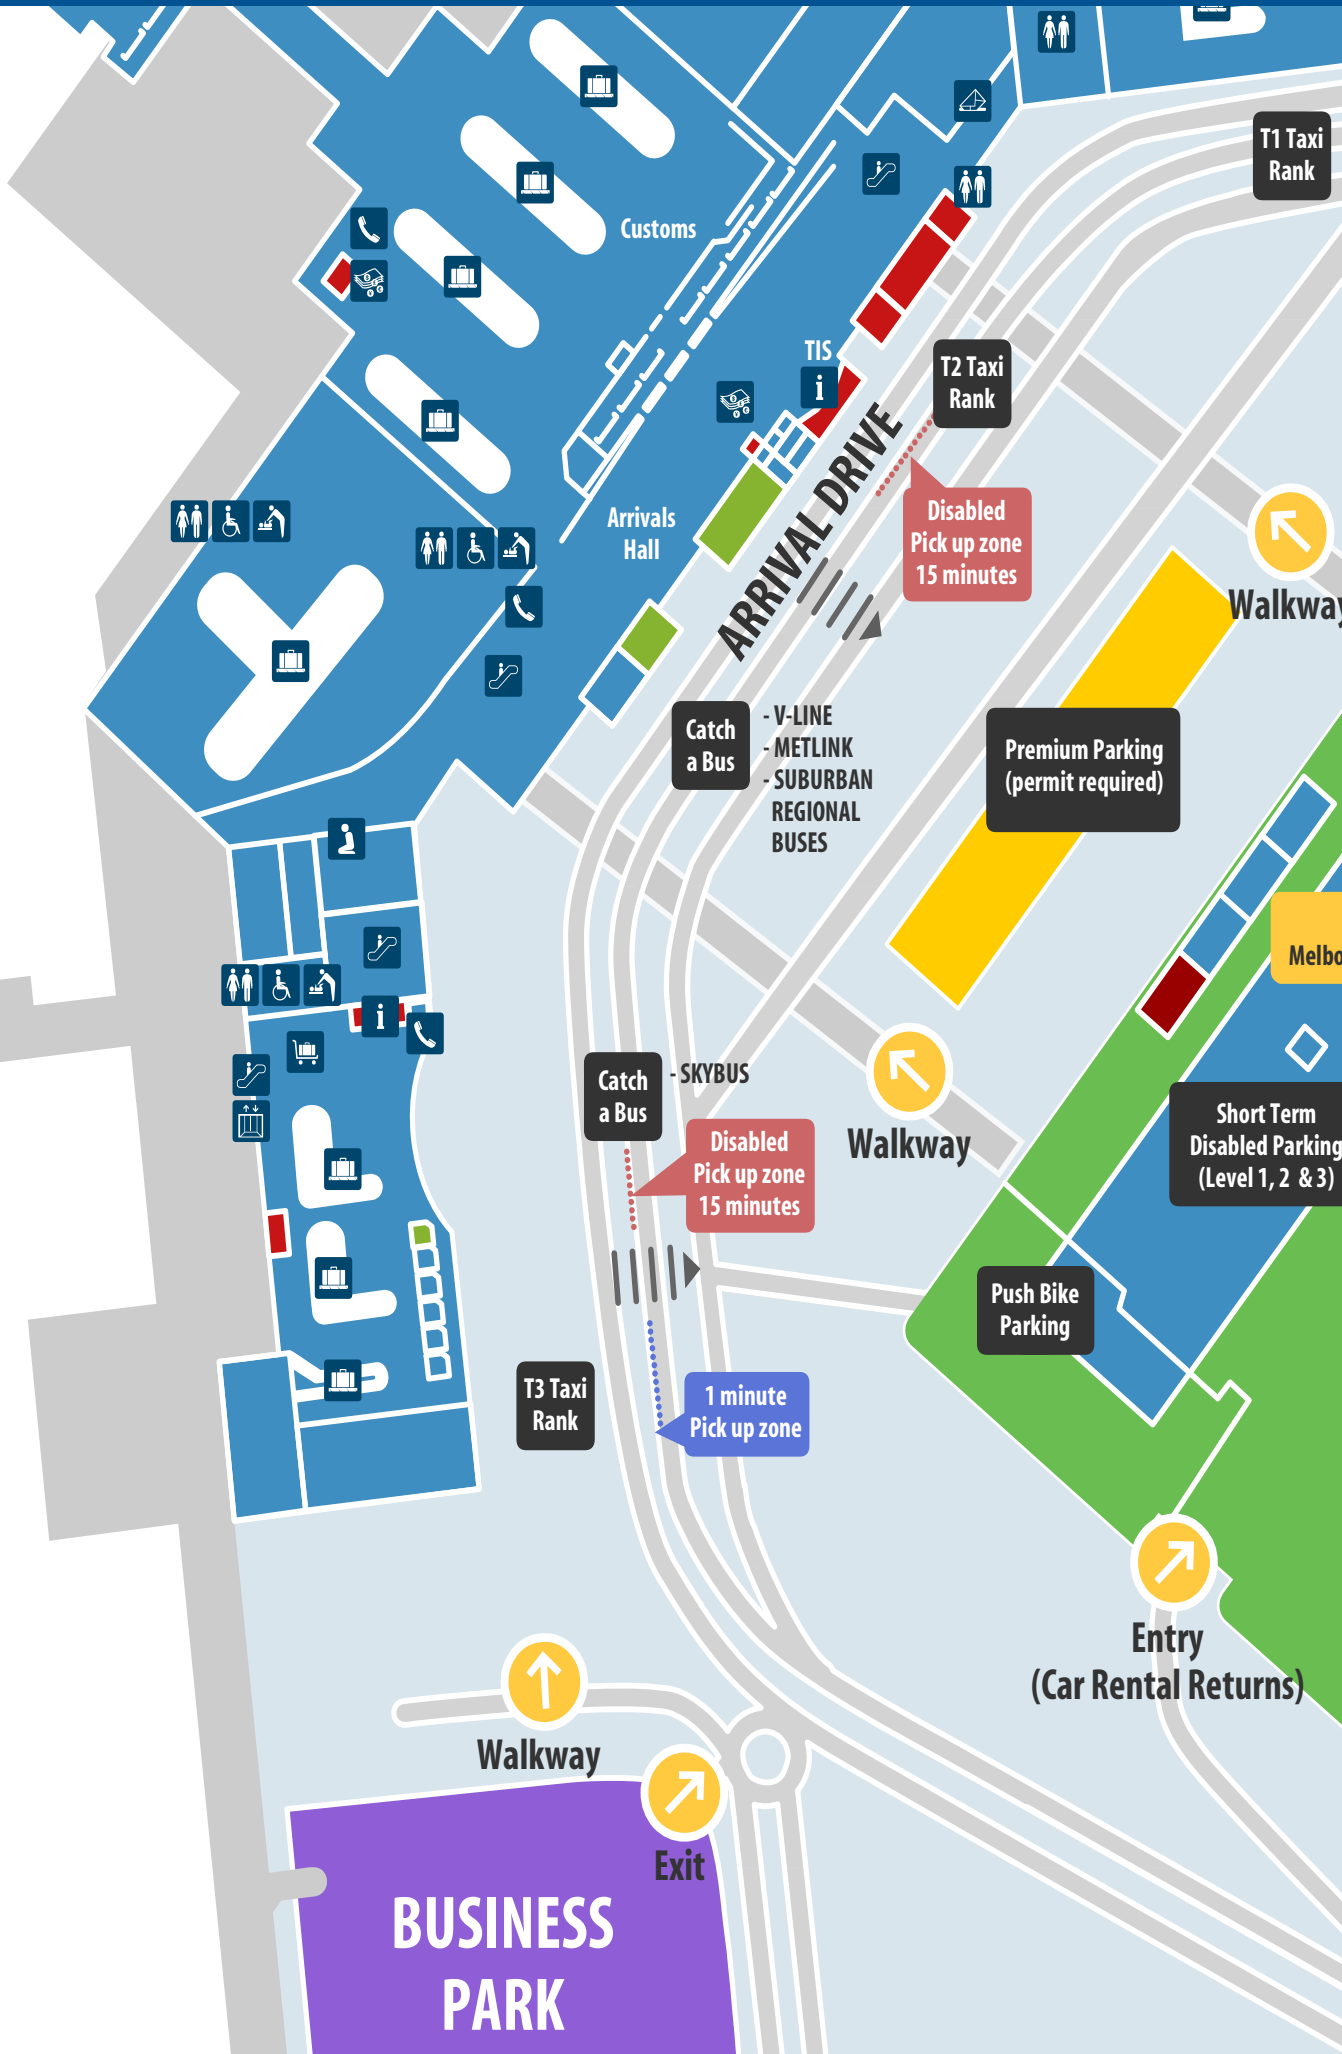 T1 Taxi
Rank
Customs
TIS
T2 Taxi
Rank
ARRIVAL DRIVE
Disabled
Pick up zone
15 minutes
Arrivals
Hall
Walkway
Catch
a Bus
- V-LINE
- METLINK
- SUBURBAN
REGIONAL
BUSES
Premium Parking
(permit required)
Melbo
Catch
a Bus
- SKYBUS
Walkway
Disabled
Pick up zone
15 minutes
Short Term
Disabled Parking
(Level 1, 2 & 3)
Push Bike
Parking
T3 Taxi
Rank
1 minute
Pick up zone
Entry
(Car Rental Returns)
Walkway
Exit
BUSINESS
PARK